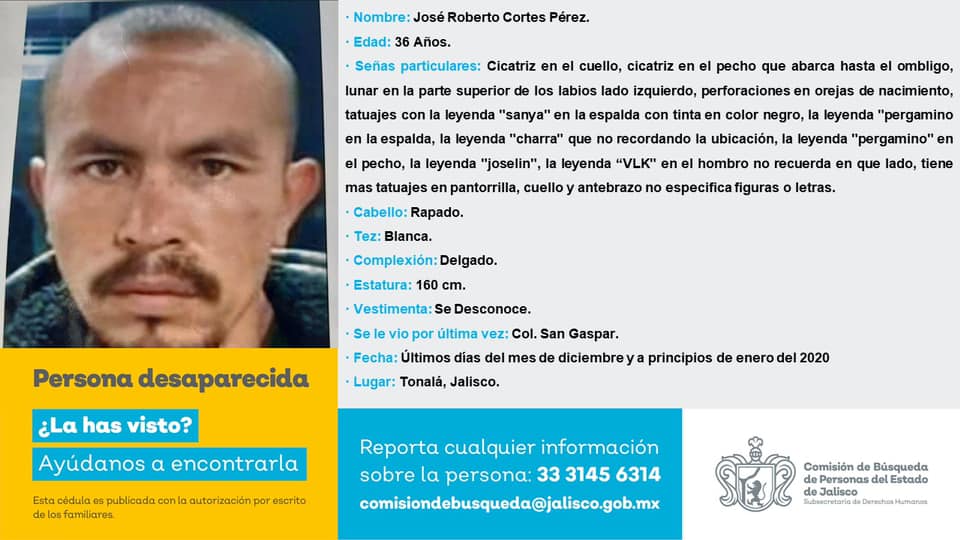 · Nombre: José Roberto Cortes Pérez.
· Edad: 36 Años.
· Señas particulares: Cicatriz en el cuello, cicatriz en el pecho que abarca hasta el ombligo,
lunar en la parte superior de los labios lado izquierdo, perforaciones en orejas de nacimiento,
tatuajes con la leyenda "sanya" en la espalda con tinta en color negro, la leyenda "pergamino
en la espalda, la leyenda "charra" que no recordando la ubicación, la leyenda "pergamino" en
el pecho, la leyenda "joselin", la leyenda “VLK" en el hombro no recuerda en que lado, tiene
mas tatuajes en pantorrilla, cuello y antebrazo no especifica figuras o letras.
· Cabello: Rapado.
· Tez: Blanca.
· Complexión: Delgado.
· Estatura: 160 cm.
· Vestimenta: Se Desconoce.
· Se le vio por última vez: Col. San Gaspar.
· Fecha: Últimos días del mes de diciembre y a principios de enero del 2020
· Lugar: Tonalá, Jalisco.
Persona desaparecida
¿La has visto?
Ayúdanos a encontrarla
Esta cédula es publicada con la autorización por escrito
de los familiares.
Reporta cualquier información
sobre la persona: 33 3145 6314
comisiondebusqueda@jalisco.gob.mx
Comisión de Búsqueda
de Personas del Estado
de Jalisco
Subsecretaría de Derechos Humanos